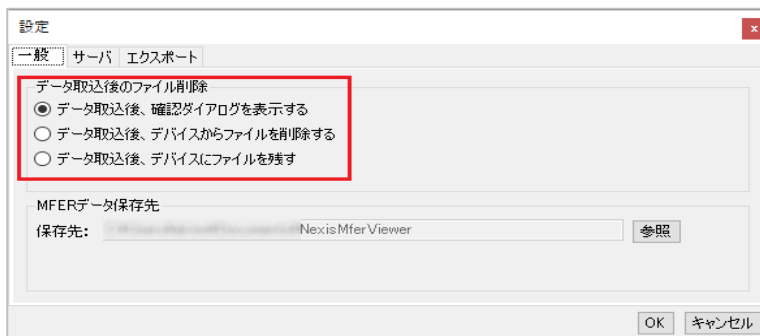 設定
x
一般 サーバ エクスポート
データ取込後のファイル削除
データ取込後、確認ダイアログを表示する
データ取込後、デバイスからファイルを削除する
データ取込後、デバイスにファイルを残す
MFERデータ保存先
保存先: NexisMferViewer 参照
OK キャンセル